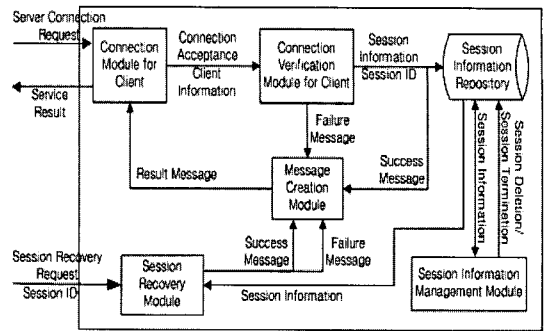 Server Connection
Request
Service
Result
Connection
Module for
Client
Connection
Acceptance
Client
Information
Connection
Verification
Module for Client
Session
Information
Session ID
Session
Information
Repository
Failure
Message
Success
Message
Result Message
Message
Creation
Module
Session Information
Session Deletion/
Session Termination
Session Recovery
Request
Session ID
Session
Recovery
Module
Success
Message
Failure
Message
Session Information
Session Information
Management Module